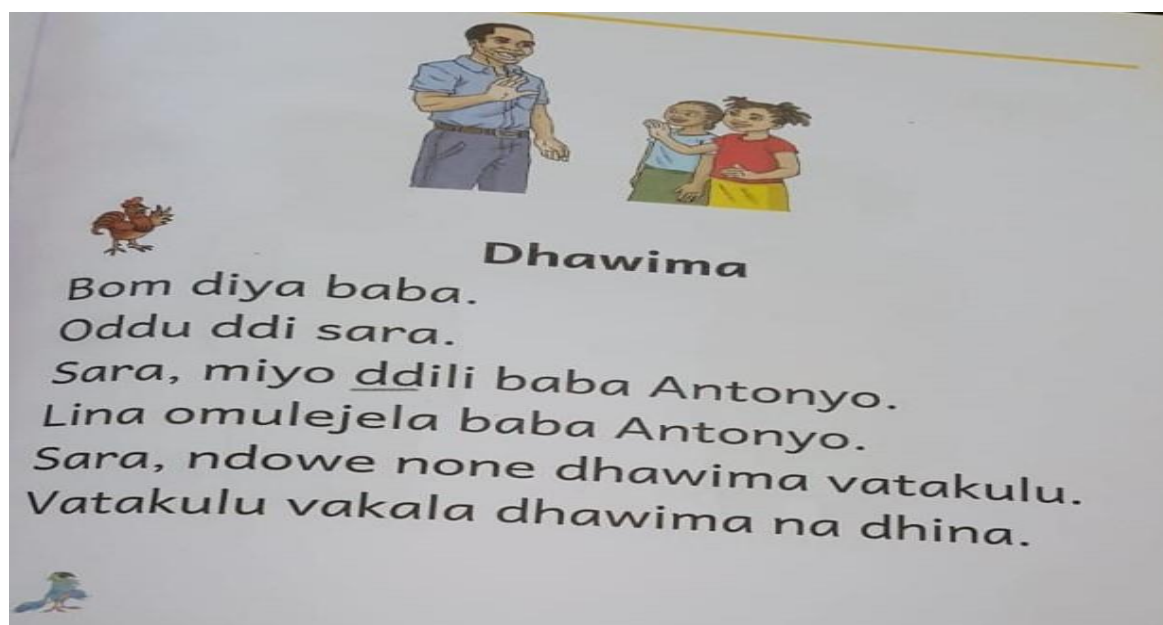 Dhawima
Bom diya baba.
Oddu ddi sara.
Sara, miyo ddili baba Antonyo.
Lina omulejela baba Antonyo.
Sara, ndowe none dhawima vatakulu.
Vatakulu vakala dhawima na dhina.